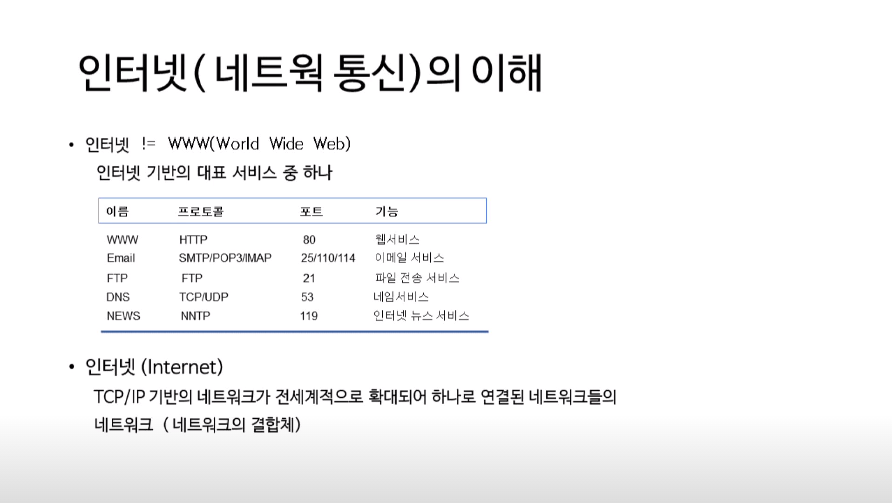 인터넷( 네트웍 통신)의 이해
• 인터넷 != WWW(World Wide Web)
인터넷 기반의 대표 서비스 중 하나
이름 프로토콜 포트 기능
WWW HTTP 80 웹서비스
Email SMTP/POP3/IMAP 25/110/114 이메일 서비스
FTP FTP 21 파일 전송 서비스
DNS TCP/UDP 53 네임서비스
NEWS NNTP 119 인터넷 뉴스 서비스
• 인터넷 (Internet)
TCP/IP 기반의 네트워크가 전세계적으로 확대되어 하나로 연결된 네트워크들의
네트워크 ( 네트워크의 결합체)